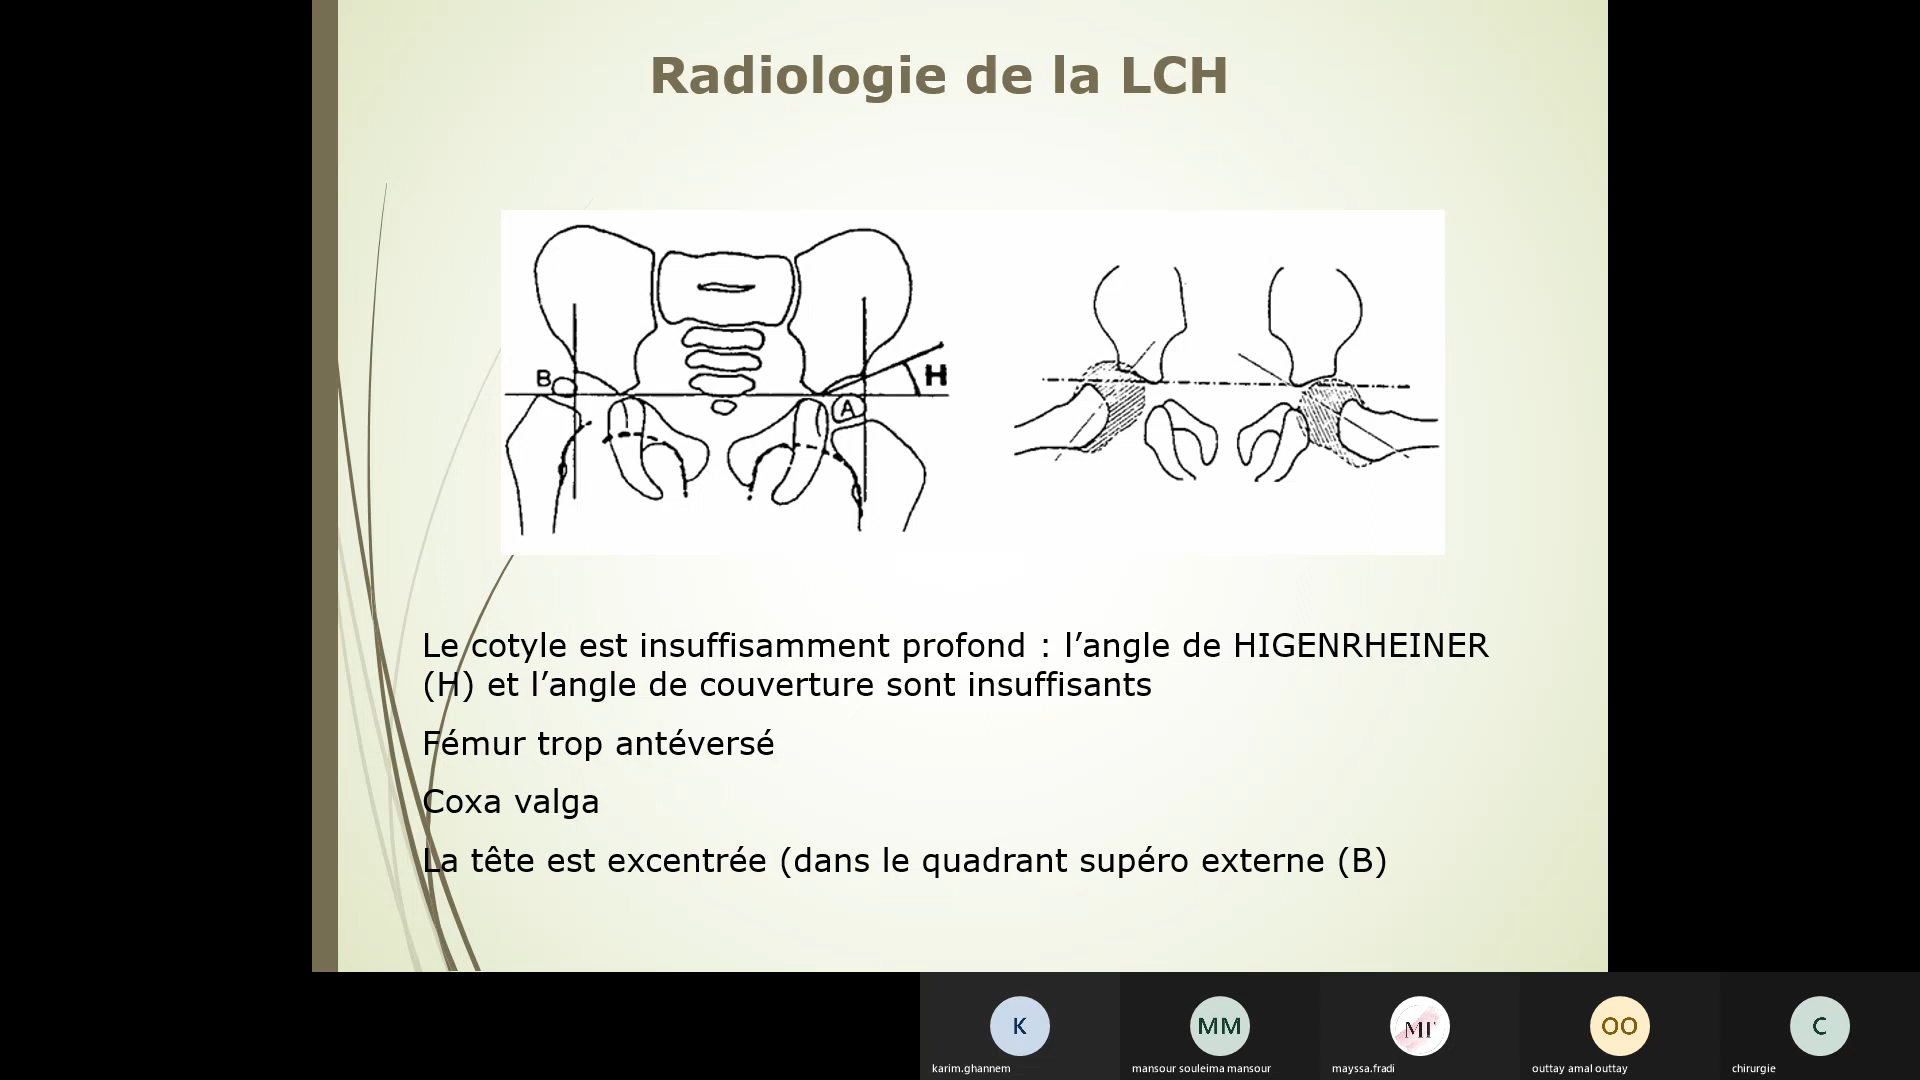 Radiologie de la LCH
B
H
A
Le cotyle est insuffisamment profond : l’angle de HIGENRHEINER
(H) et l’angle de couverture sont insuffisants
Fémur trop antéversé
Coxa valga
La tête est excentrée (dans le quadrant supéro externe (B)
K
MM
MF
OO
C
karim.ghannem
mansour souleima mansour
mayssa.fradi
outtay amal outtay
chirurgie